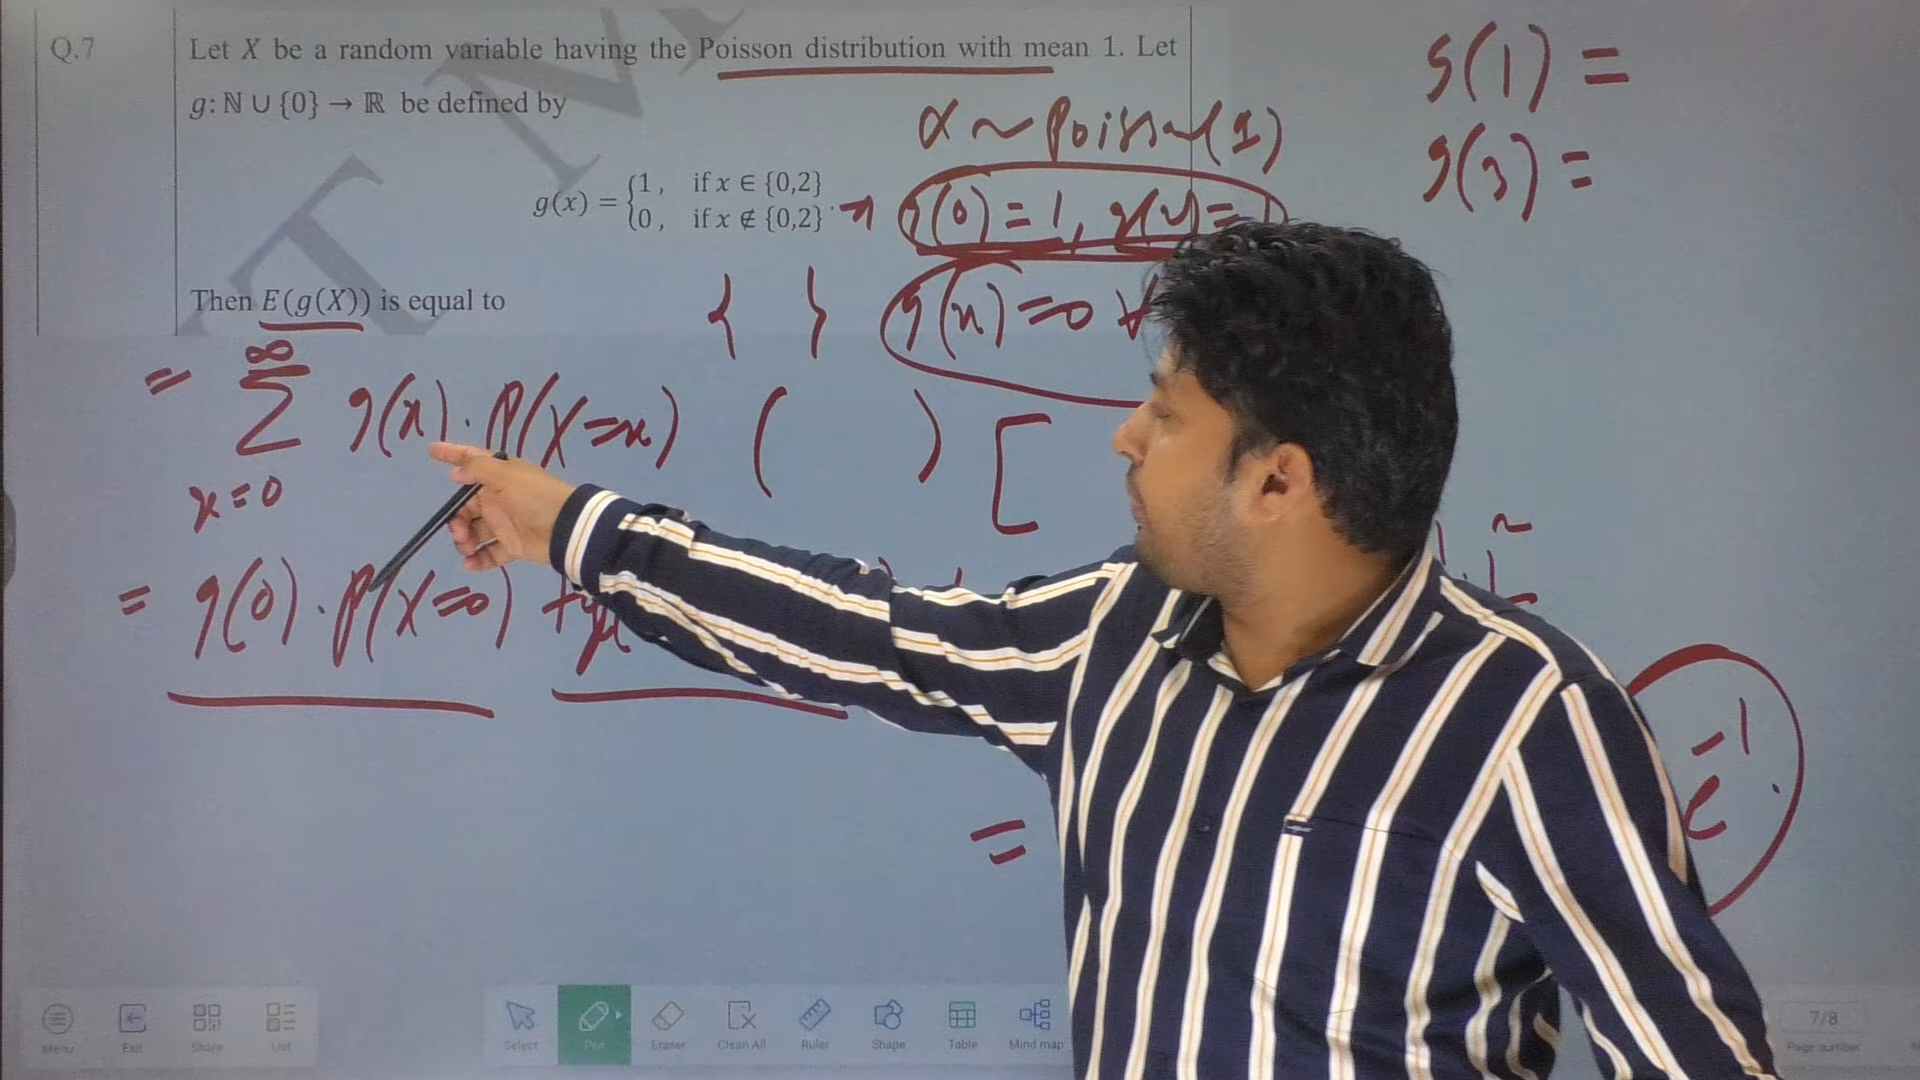 Q.7
Let X be a random variable having the Poisson distribution with mean 1. Let
g: ℕ ∪ {0} → ℝ be defined by
g(x) = {1, if x ∈ {0,2}
0, if x ∉ {0,2} .
Then E(g(X)) is equal to
g(1) =
g(3) =
X ~ Poisson(1)
→ g(0) = 1, g(2) = 1
{ } g(x) = 0 ∀
= ∞ Σ x=0 g(x) · P(X=x) ( ) [
= g(0) · P(X=0) +
=
e⁻¹
Menu
Exit
Share
List
Select
Pen
Eraser
Clean All
Ruler
Shape
Table
Mind map
7/8
Page number